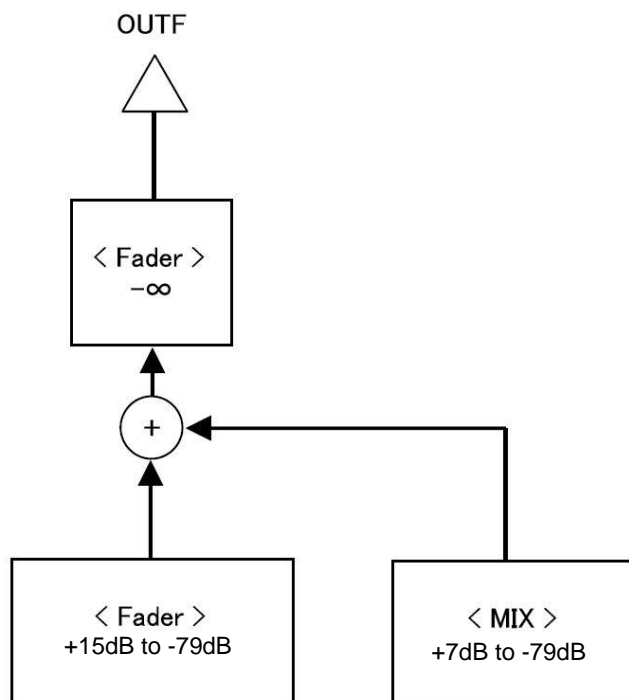 OUTF
< Fader >
-∞
+
< Fader >
+15dB to -79dB
< MIX >
+7dB to -79dB